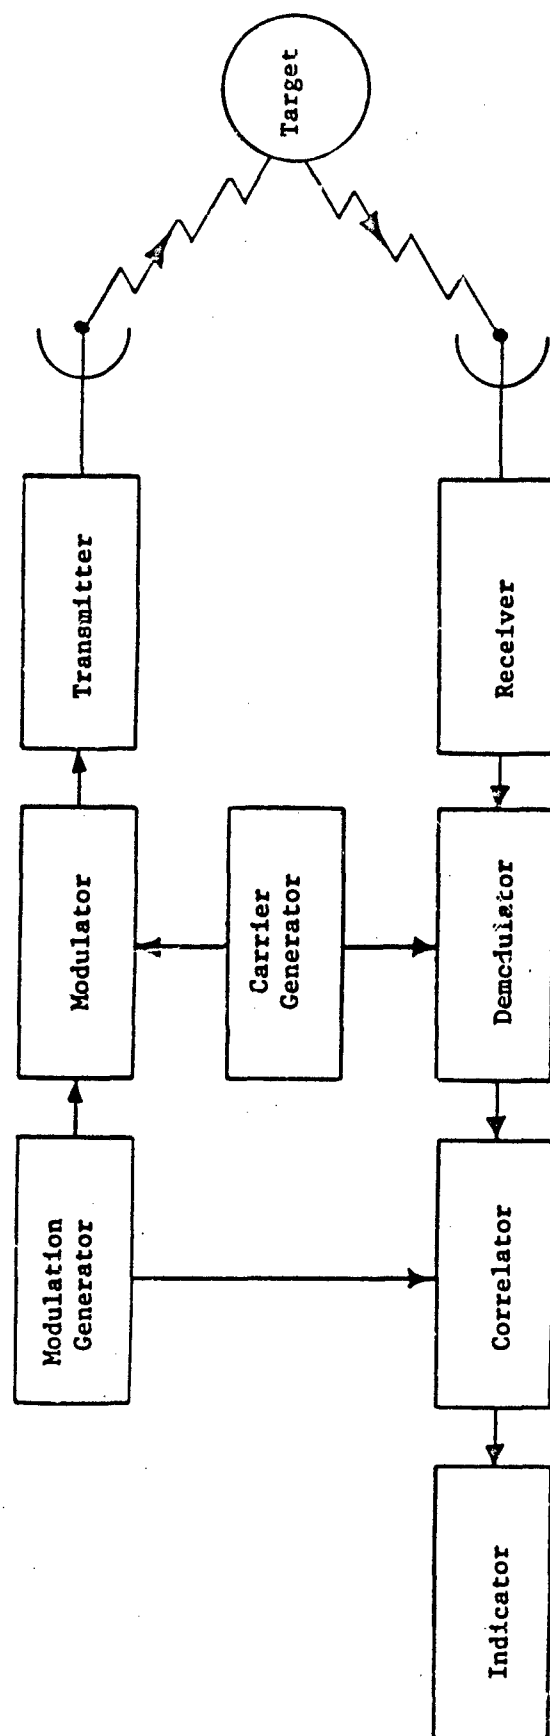 Modulation
Generator
Modulator
Transmitter
Target
Carrier
Generator
Indicator
Correlator
Demodulator
Receiver